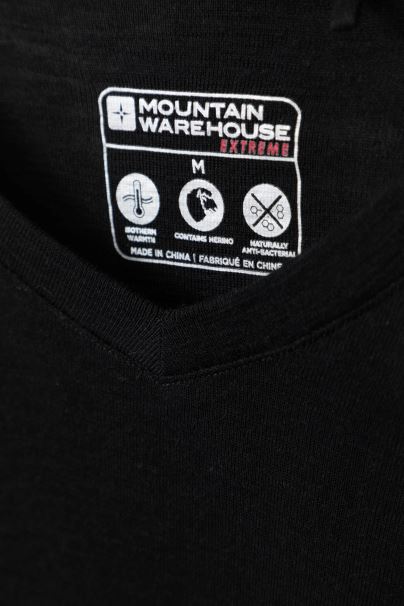 MOUNTAIN
WAREHOUSE
EXTREME
M
ISOTHERM
WARMTH
CONTAINS MERINO
NATURALLY
ANTI-BACTERIAL
MADE IN CHINA | FABRIQUÉ EN CHINE